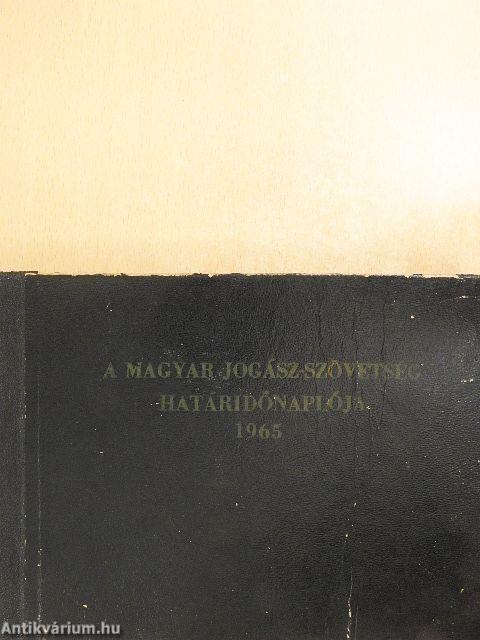 A MAGYAR JOGÁSZ-SZÖVETSÉG
HATÁRIDŐNAPLÓJA
1965
Antikvárium.hu